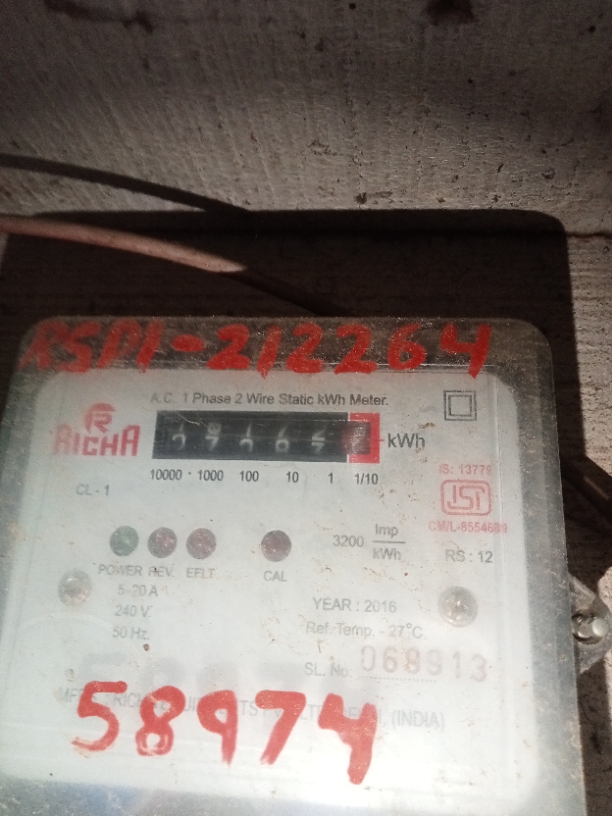 RSP1-212264
A.C. 1 Phase 2 Wire Static kWh Meter.
RICHA
kWh
10000 1000 100 10 1 1/10
CL-1
IS: 13779
ISI
3200 Imp/kWh
RS : 12
POWER REV. EFLT CAL
5-20 A
240 V.
50 Hz.
YEAR : 2016
Ref. Temp. - 27°C
SL. No. 068913
58974
(INDIA)